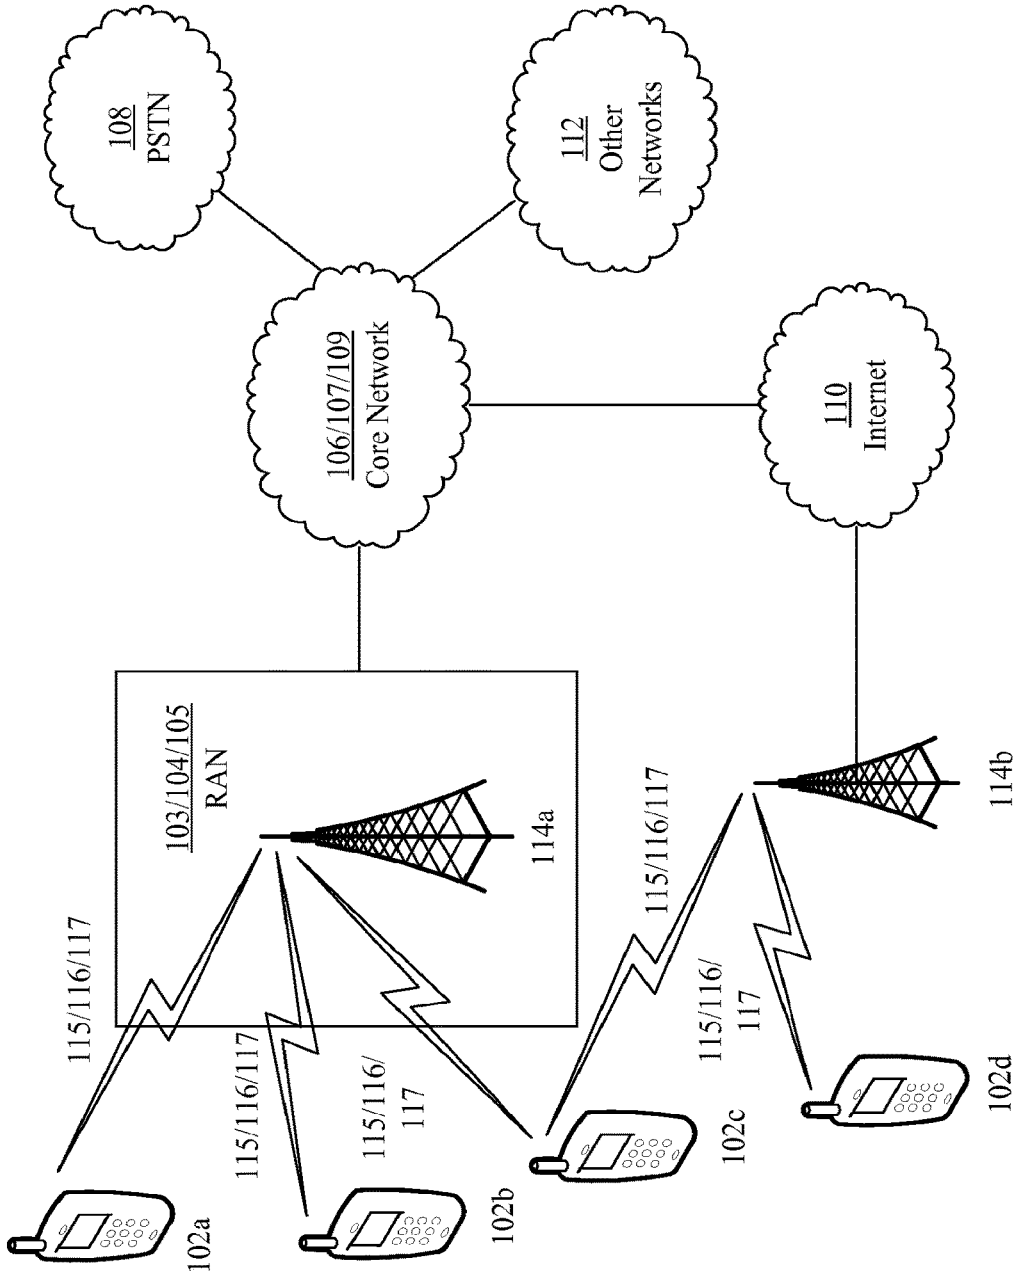 102a
115/116/117
103/104/105
RAN
108
PSTN
106/107/109
Core Network
115/116/117
102b
115/116/
117
114a
112
Other
Networks
102c
115/116/117
115/116/
117
110
Internet
102d
114b